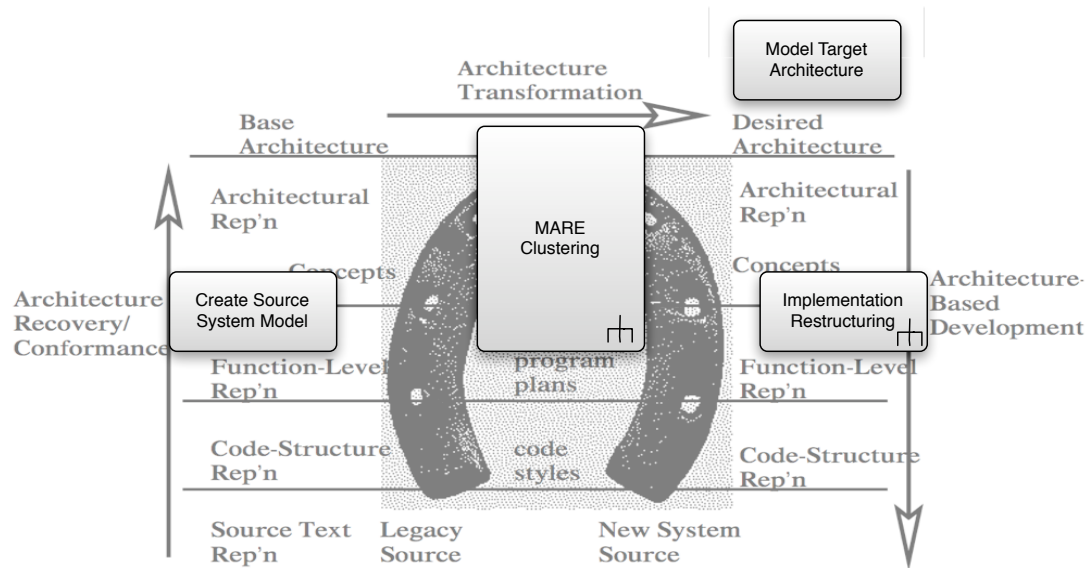 Model Target
Architecture
Architecture
Transformation
Base
Architecture
Desired
Architecture
MARE
Clustering
Architectural
Rep'n
Architectural
Rep'n
Concepts
Concepts
Create Source
System Model
Implementation
Restructuring
Architecture
Recovery/
Conformance
Architecture-
Based
Development
Function-Level
Rep'n
program
plans
Function-Level
Rep'n
Code-Structure
Rep'n
code
styles
Code-Structure
Rep'n
Source Text
Rep'n
Legacy
Source
New System
Source